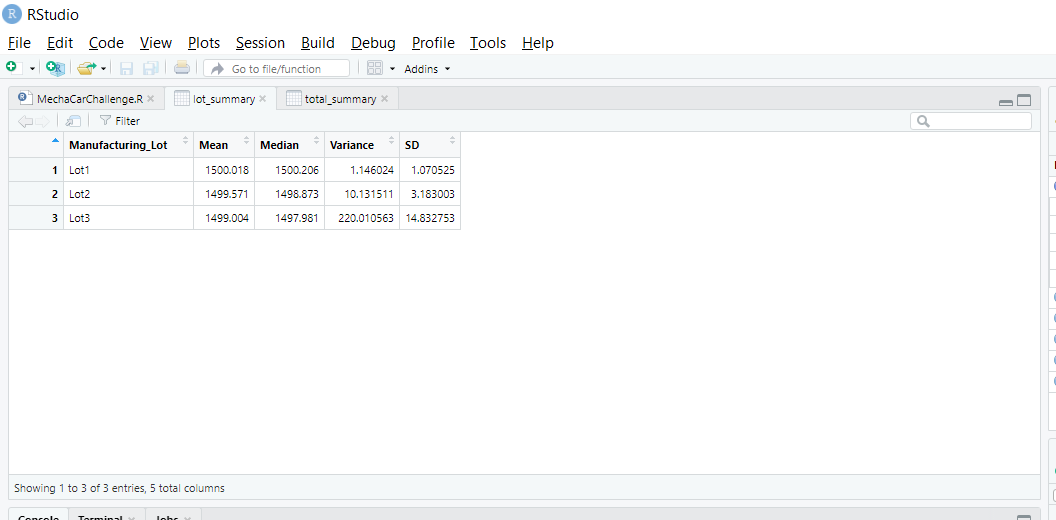 RStudio
File Edit Code View Plots Session Build Debug Profile Tools Help
Go to file/function Addins
MechaCarChallenge.R lot_summary total_summary
Filter
Manufacturing_Lot Mean Median Variance SD
1 Lot1 1500.018 1500.206 1.146024 1.070525
2 Lot2 1499.571 1498.873 10.131511 3.183003
3 Lot3 1499.004 1497.981 220.010563 14.832753
Showing 1 to 3 of 3 entries, 5 total columns
Console Terminal Jobs